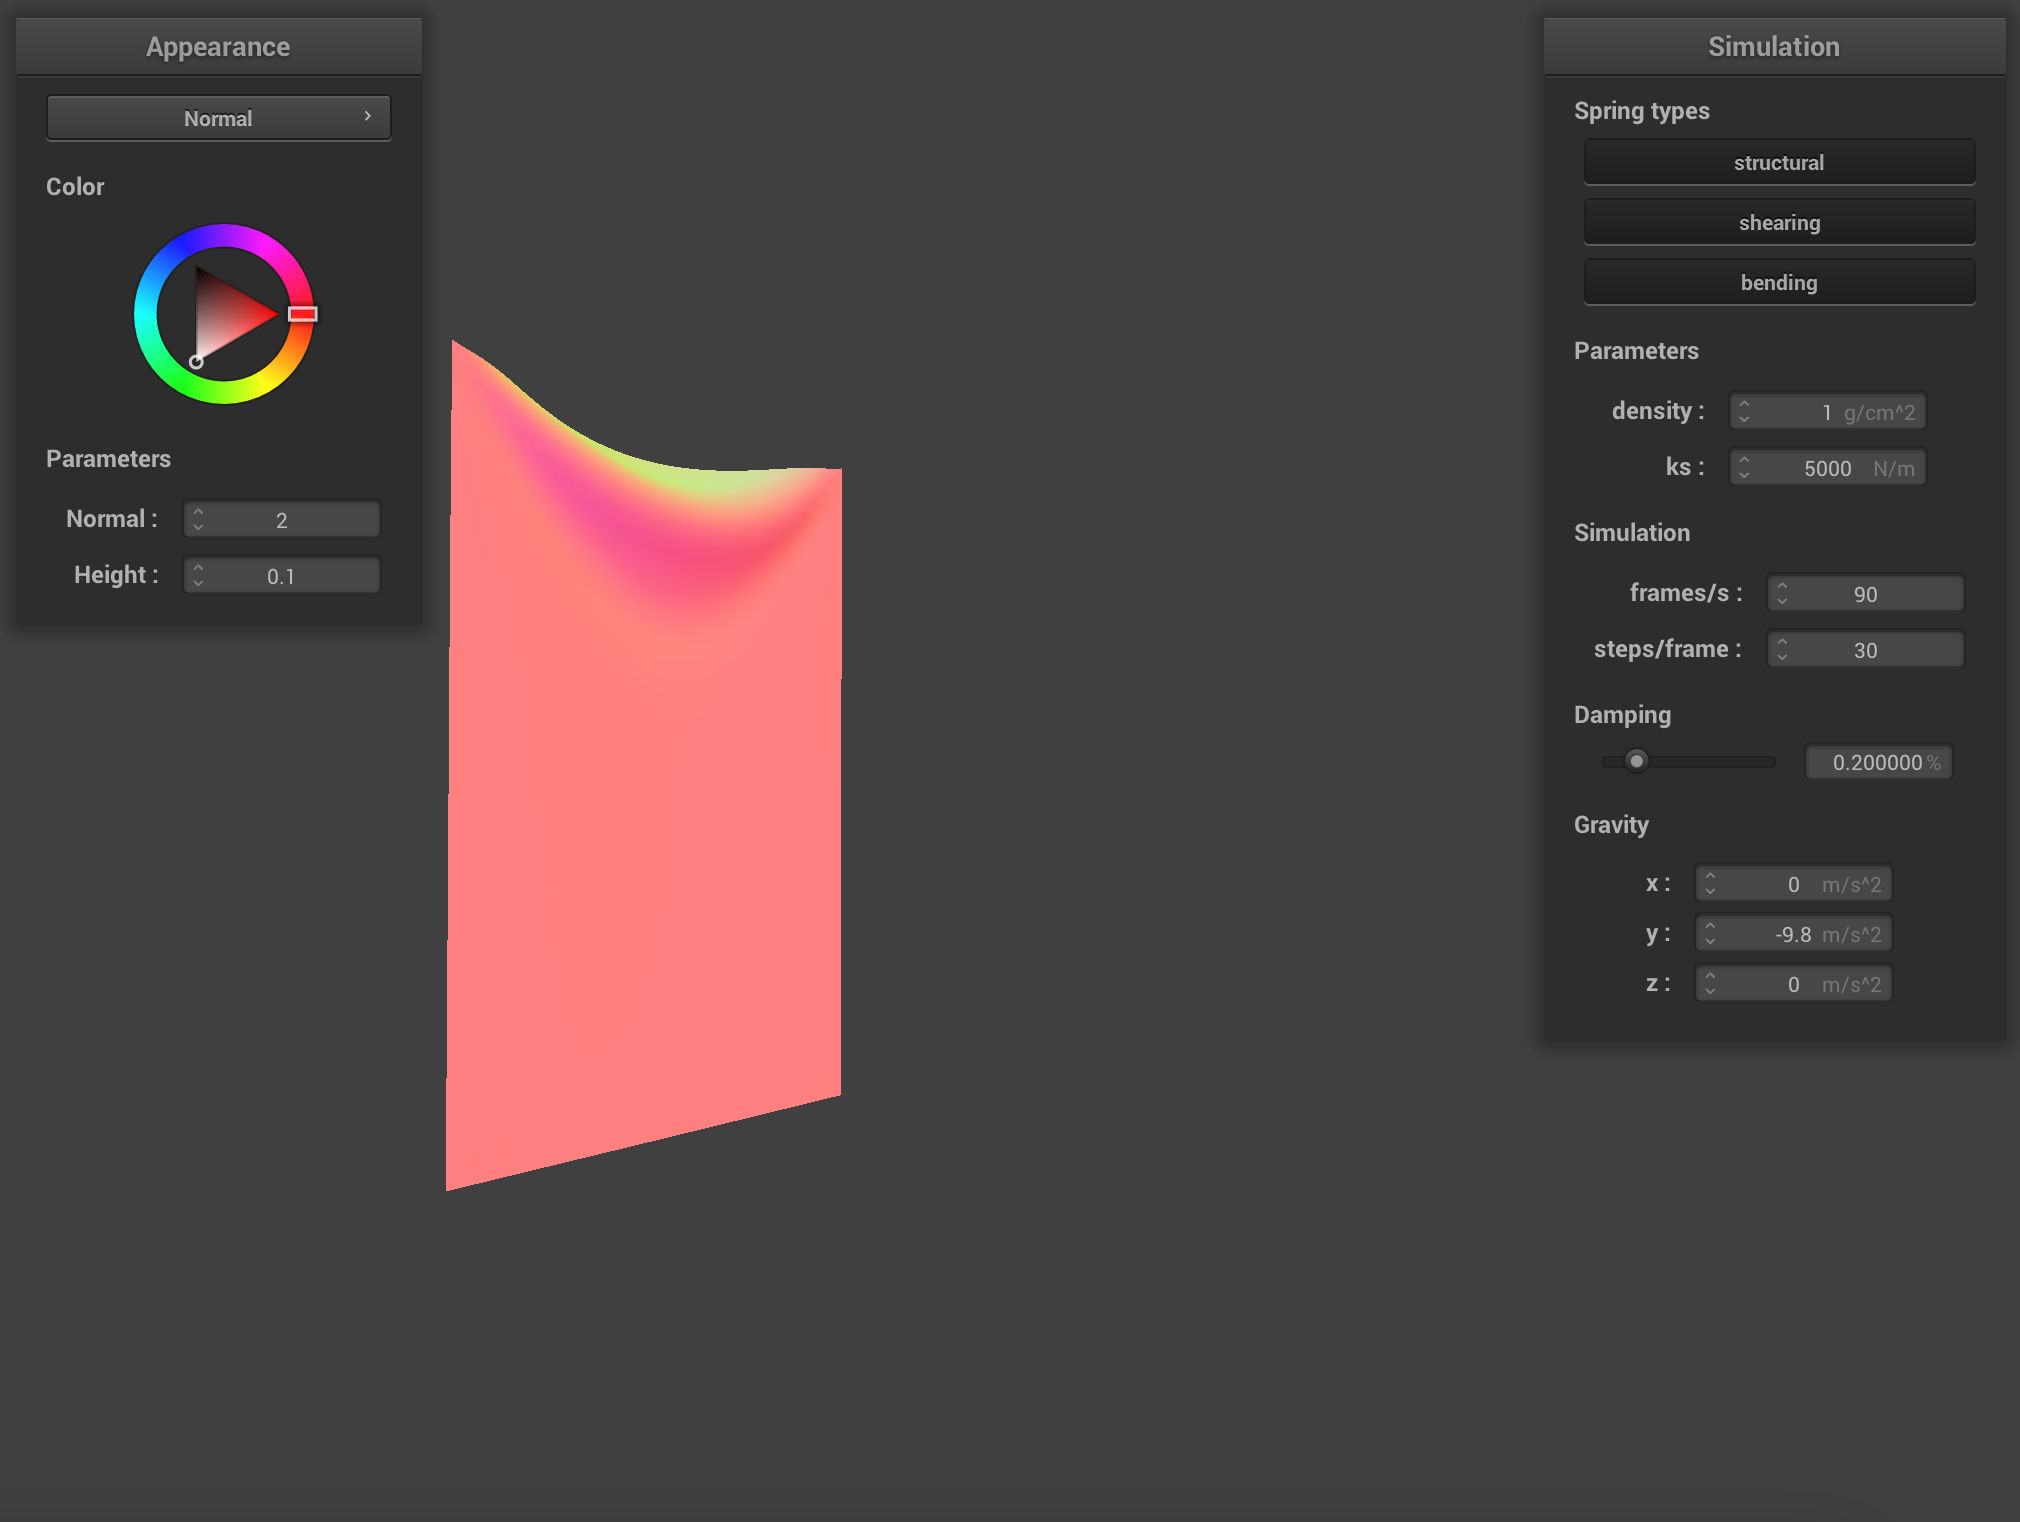 Appearance
Normal
Color
Parameters
Normal : 2
Height : 0.1
Simulation
Spring types
structural
shearing
bending
Parameters
density : 1 g/cm^2
ks : 5000 N/m
Simulation
frames/s : 90
steps/frame : 30
Damping
0.200000 %
Gravity
x : 0 m/s^2
y : -9.8 m/s^2
z : 0 m/s^2